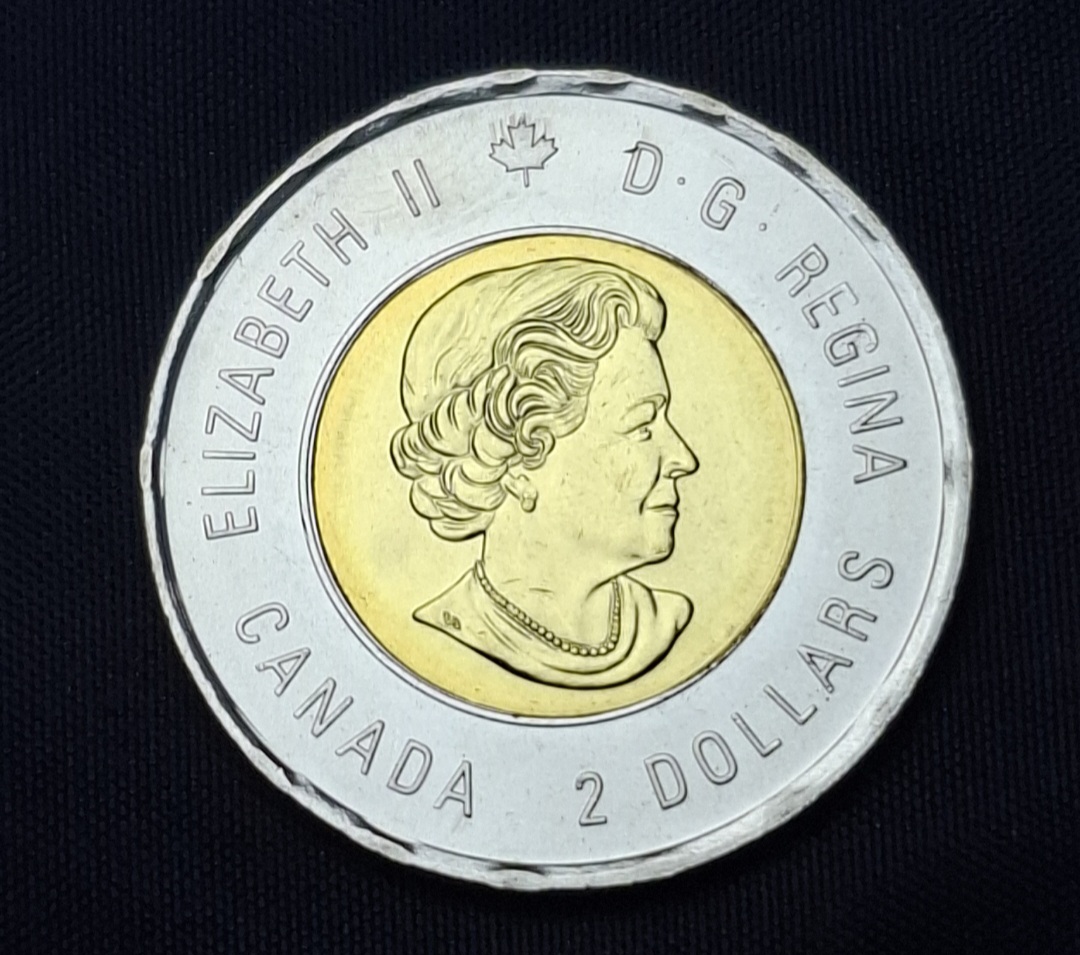 ELIZABETH II D·G· REGINA
CANADA 2 DOLLARS